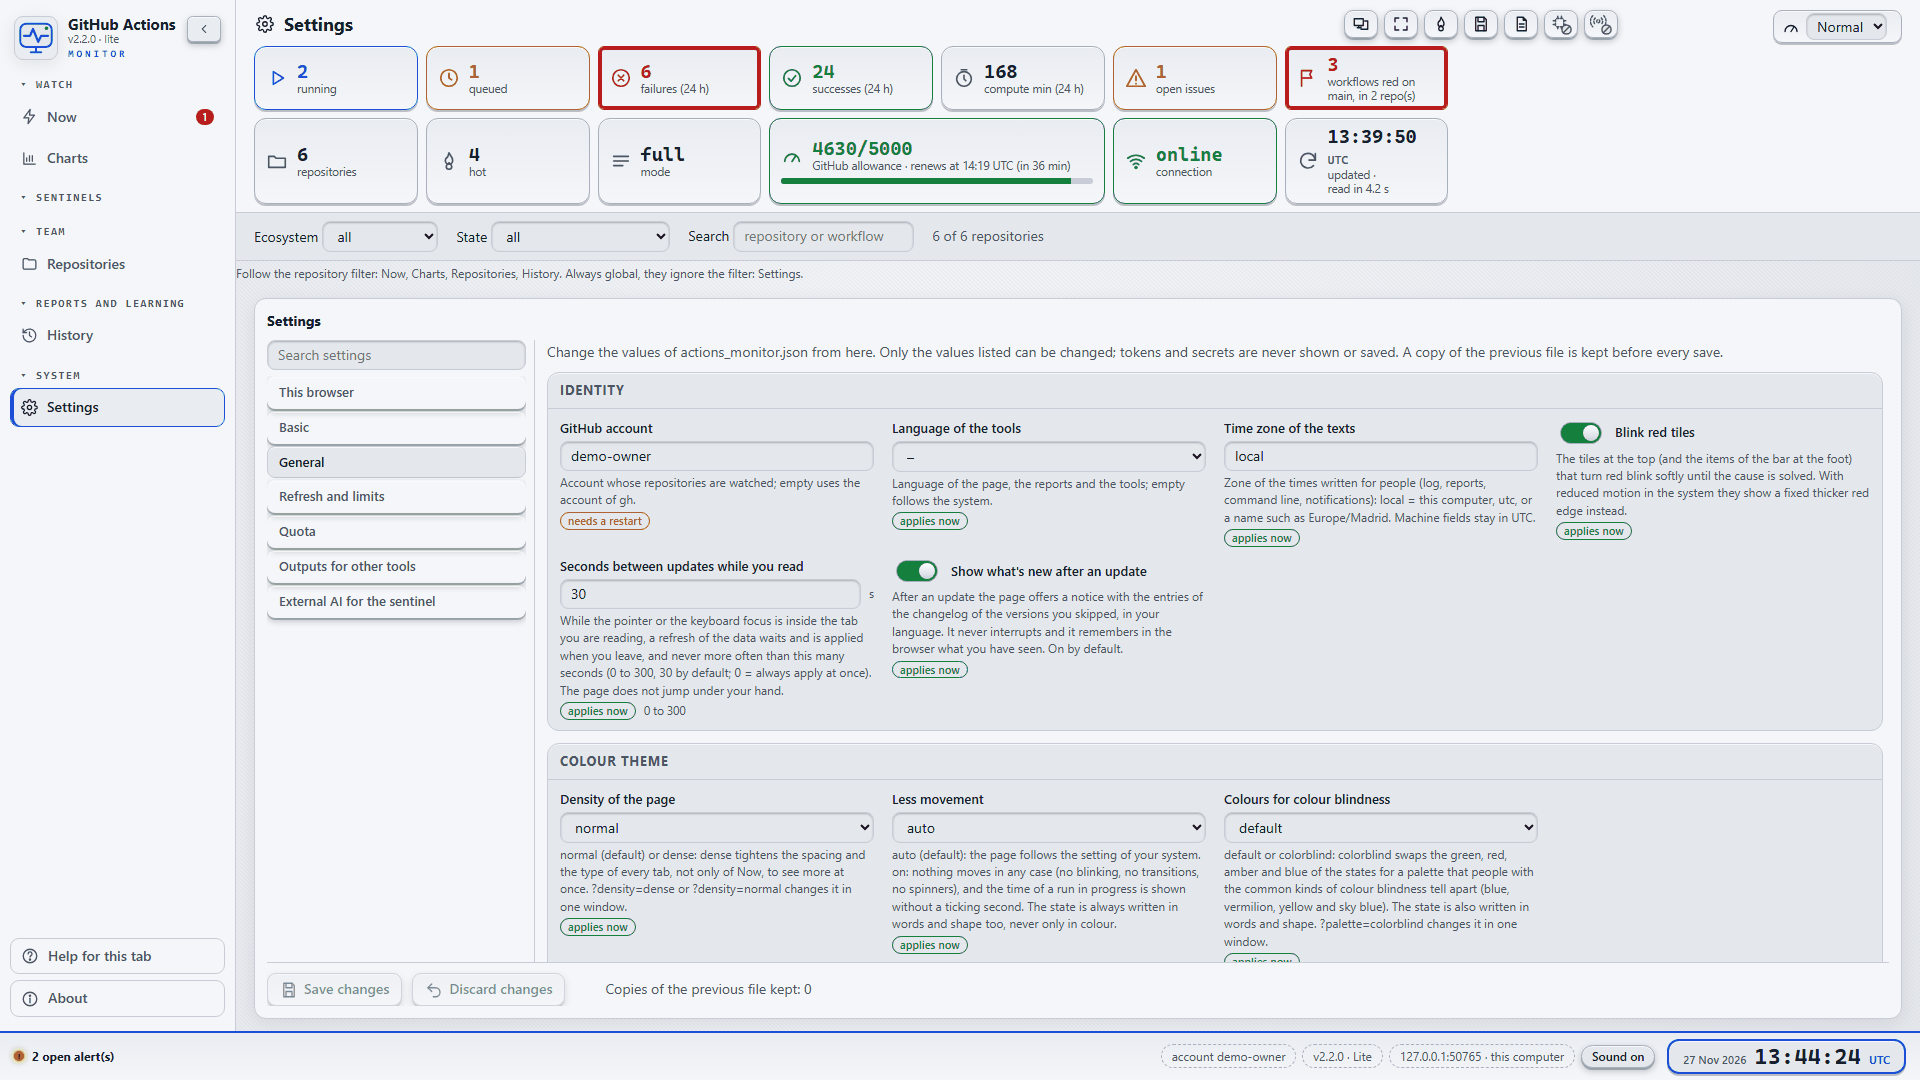 GitHub Actions
v2.2.0 · lite
MONITOR
WATCH
Now
1
Charts
SENTINELS
TEAM
Repositories
REPORTS AND LEARNING
History
SYSTEM
Settings
Help for this tab
About
Settings
Normal
2
running
1
queued
6
failures (24 h)
24
successes (24 h)
168
compute min (24 h)
1
open issues
3
workflows red on
main, in 2 repo(s)
6
repositories
4
hot
full
mode
4630/5000
GitHub allowance · renews at 14:19 UTC (in 36 min)
online
connection
13:39:50
UTC
updated ·
read in 4.2 s
Ecosystem
all
State
all
Search
repository or workflow
6 of 6 repositories
Follow the repository filter: Now, Charts, Repositories, History. Always global, they ignore the filter: Settings.
Settings
Search settings
This browser
Basic
General
Refresh and limits
Quota
Outputs for other tools
External AI for the sentinel
Change the values of actions_monitor.json from here. Only the values listed can be changed; tokens and secrets are never shown or saved. A copy of the previous file is kept before every save.
IDENTITY
GitHub account
demo-owner
Account whose repositories are watched; empty uses the
account of gh.
needs a restart
Language of the tools
–
Language of the page, the reports and the tools; empty
follows the system.
applies now
Time zone of the texts
local
Zone of the times written for people (log, reports,
command line, notifications): local = this computer, utc, or
a name such as Europe/Madrid. Machine fields stay in UTC.
applies now
Blink red tiles
The tiles at the top (and the items of the bar at the foot)
that turn red blink softly until the cause is solved. With
reduced motion in the system they show a fixed thicker red
edge instead.
applies now
Seconds between updates while you read
30
s
While the pointer or the keyboard focus is inside the tab
you are reading, a refresh of the data waits and is applied
when you leave, and never more often than this many
seconds (0 to 300, 30 by default; 0 = always apply at once).
The page does not jump under your hand.
applies now
0 to 300
Show what's new after an update
After an update the page offers a notice with the entries of
the changelog of the versions you skipped, in your
language. It never interrupts and it remembers in the
browser what you have seen. On by default.
applies now
COLOUR THEME
Density of the page
normal
normal (default) or dense: dense tightens the spacing and
the type of every tab, not only of Now, to see more at
once. ?density=dense or ?density=normal changes it in
one window.
applies now
Less movement
auto
auto (default): the page follows the setting of your system.
on: nothing moves in any case (no blinking, no transitions,
no spinners), and the time of a run in progress is shown
without a ticking second. The state is always written in
words and shape too, never only in colour.
applies now
Colours for colour blindness
default
default or colorblind: colorblind swaps the green, red,
amber and blue of the states for a palette that people with
the common kinds of colour blindness tell apart (blue,
vermilion, yellow and sky blue). The state is also written in
words and shape. ?palette=colorblind changes it in one
window.
applies now
Save changes
Discard changes
Copies of the previous file kept: 0
2 open alert(s)
account demo-owner
v2.2.0 · Lite
127.0.0.1:50765 · this computer
Sound on
27 Nov 2026 13:44:24 UTC